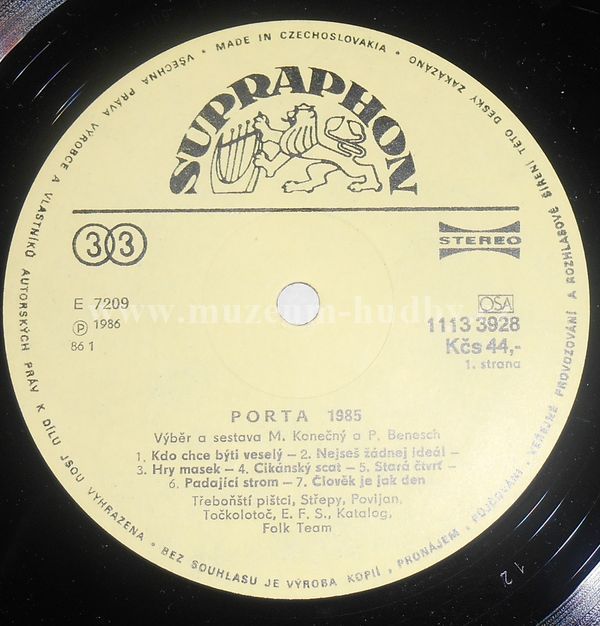 VŠECHNA PRÁVA VÝROBCE A VLASTNÍKŮ AUTORSKÝCH PRÁV K DÍLU JSOU VYHRAZENA • BEZ SOUHLASU JE VÝROBA KOPIÍ, PRONÁJEM, PŮJČOVÁNÍ, VEŘEJNÉ PROVOZOVÁNÍ A ROZHLASOVÉ ŠÍŘENÍ TÉTO DESKY ZAKÁZÁNO • MADE IN CZECHOSLOVAKIA •
SUPRAPHON
33
STEREO
E 7209
Ⓟ 1986
86 1
OSA
1113 3928
Kčs 44,-
1. strana
www.muzeum-hudby
PORTA 1985
Výběr a sestava M. Konečný a P. Benesch
1. Kdo chce býti veselý – 2. Nejseš žádnej ideál –
3. Hry masek – 4. Cikánský scat – 5. Stará čtvrť –
6. Padající strom – 7. Člověk je jak den
Třeboňští pištci, Střepy, Povijan,
Točkolotoč, E. F. S., Katalog,
Folk Team
12